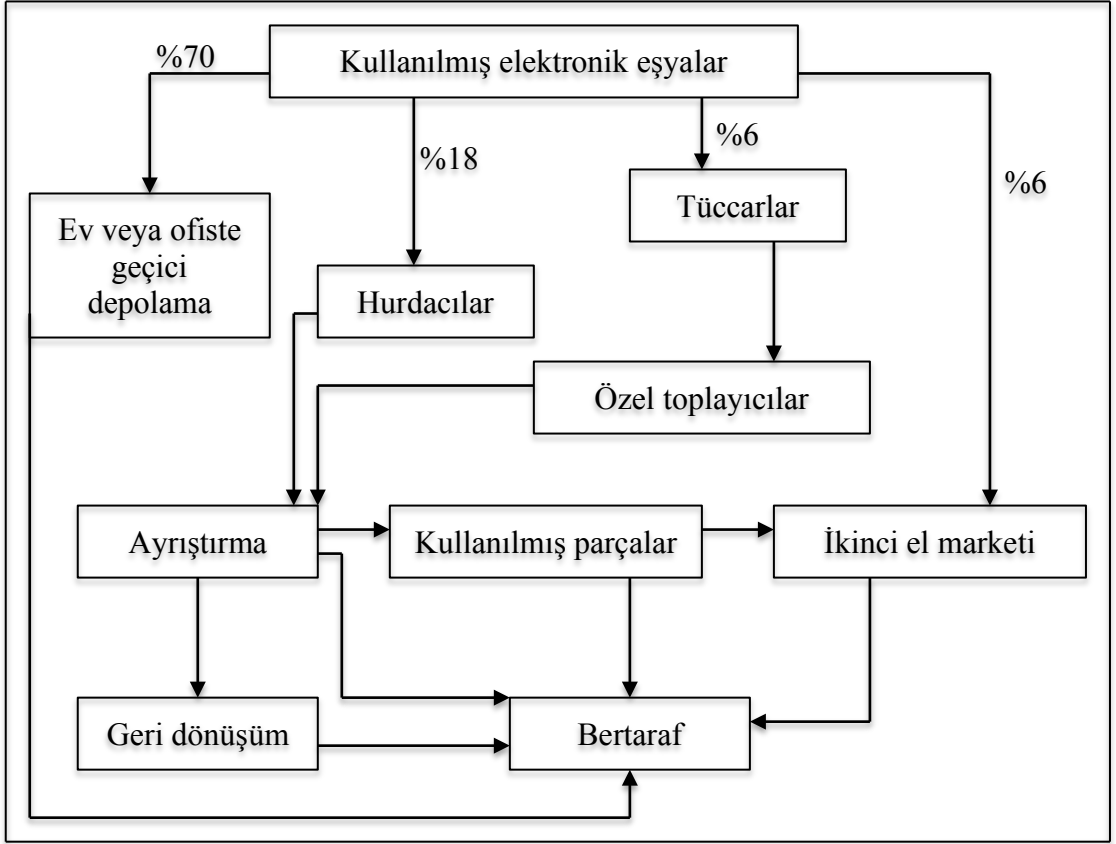 Kullanılmış elektronik eşyalar
%70
%18
%6
%6
Tüccarlar
Ev veya ofiste
geçici
depolama
Hurdacılar
Özel toplayıcılar
Ayrıştırma
Kullanılmış parçalar
İkinci el marketi
Geri dönüşüm
Bertaraf